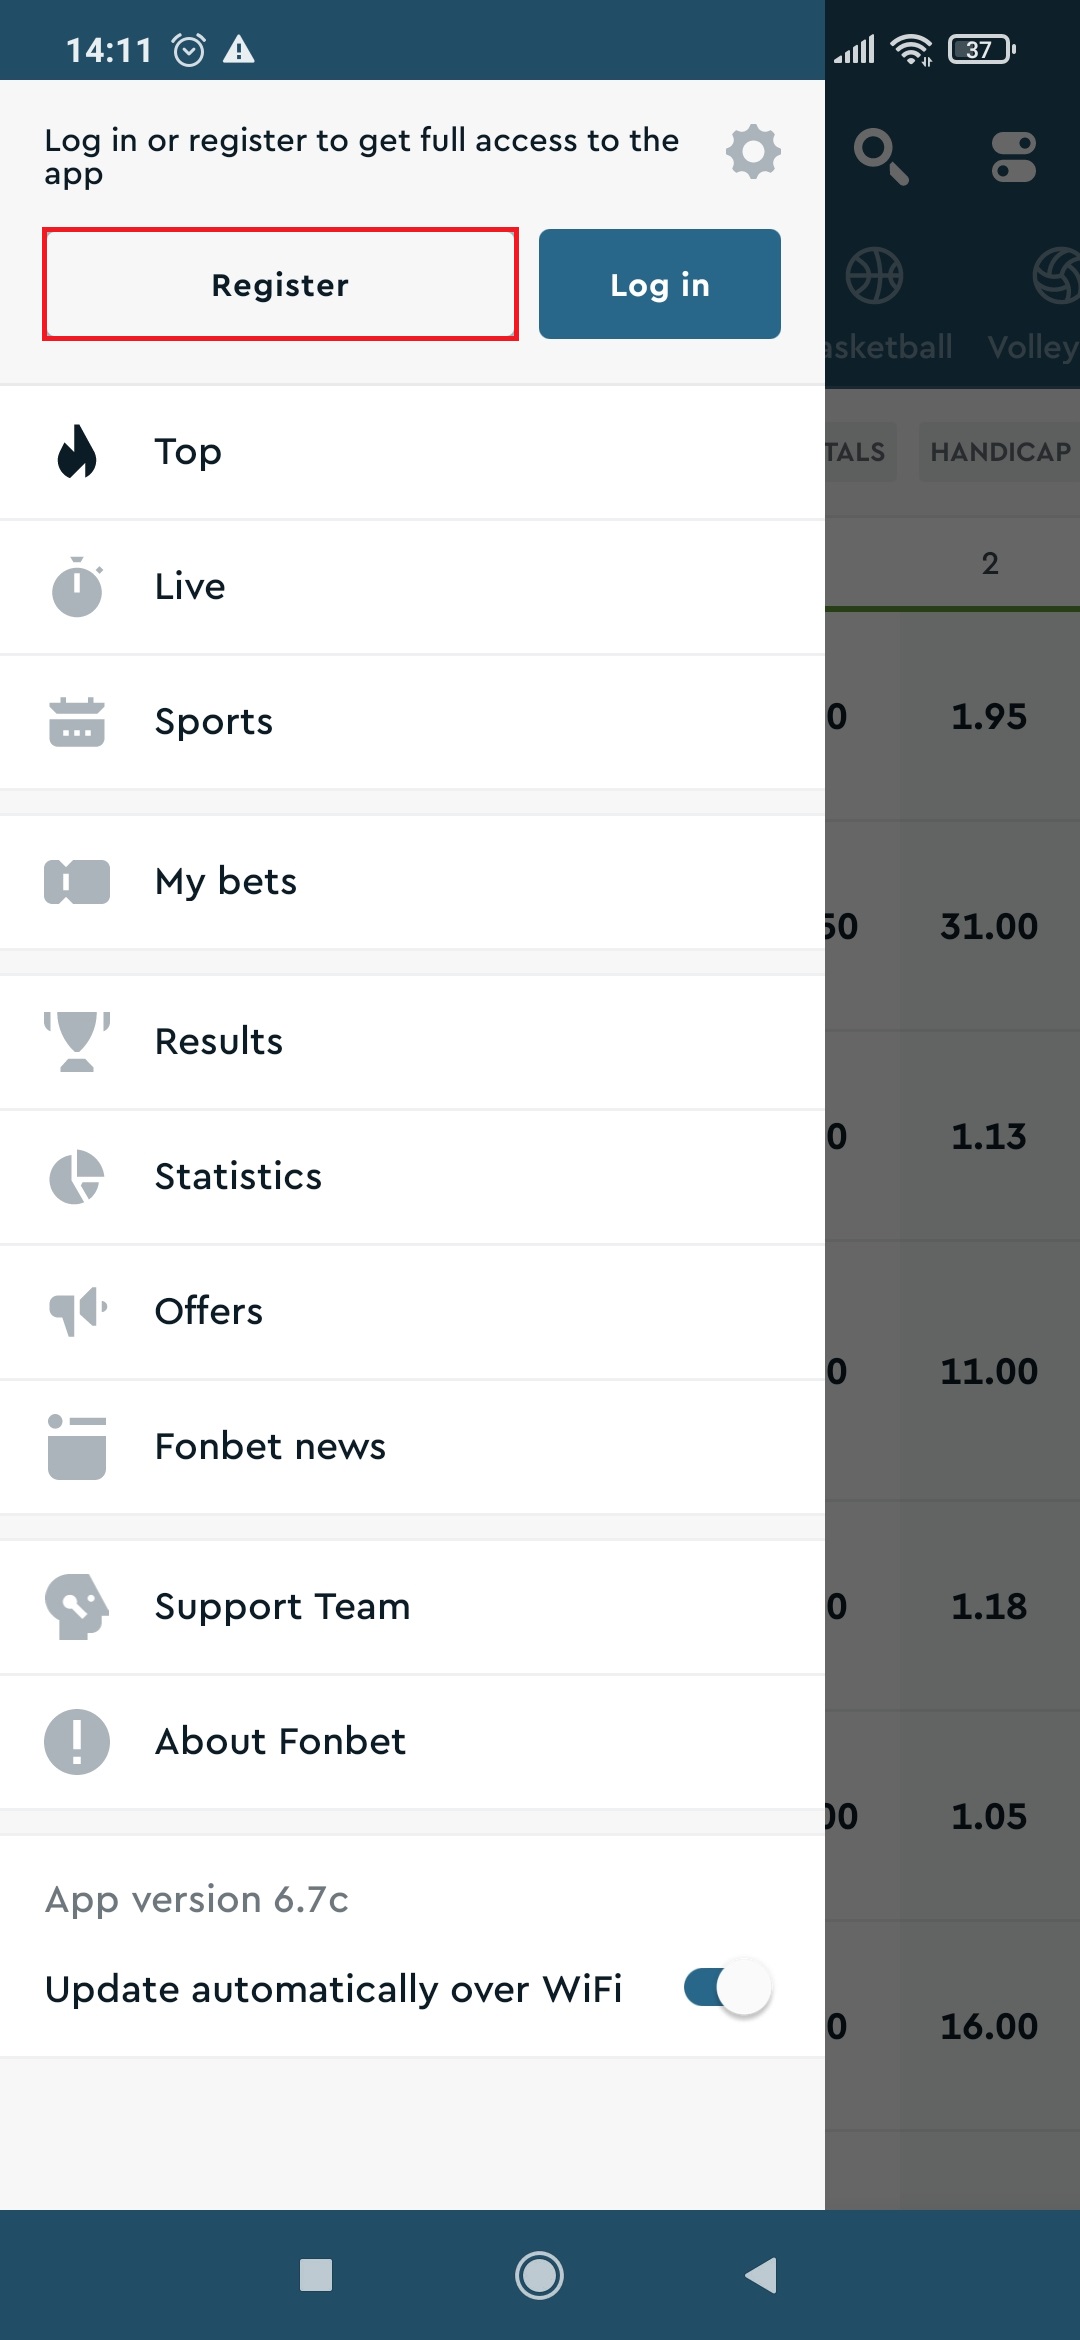 14:11
37
Log in or register to get full access to the
app
Register
Log in
asketball
Volley
Top
TALS
HANDICAP
Live
2
Sports
0
1.95
My bets
50
31.00
Results
0
1.13
Statistics
Offers
0
11.00
Fonbet news
Support Team
0
1.18
About Fonbet
00
1.05
App version 6.7c
Update automatically over WiFi
0
16.00